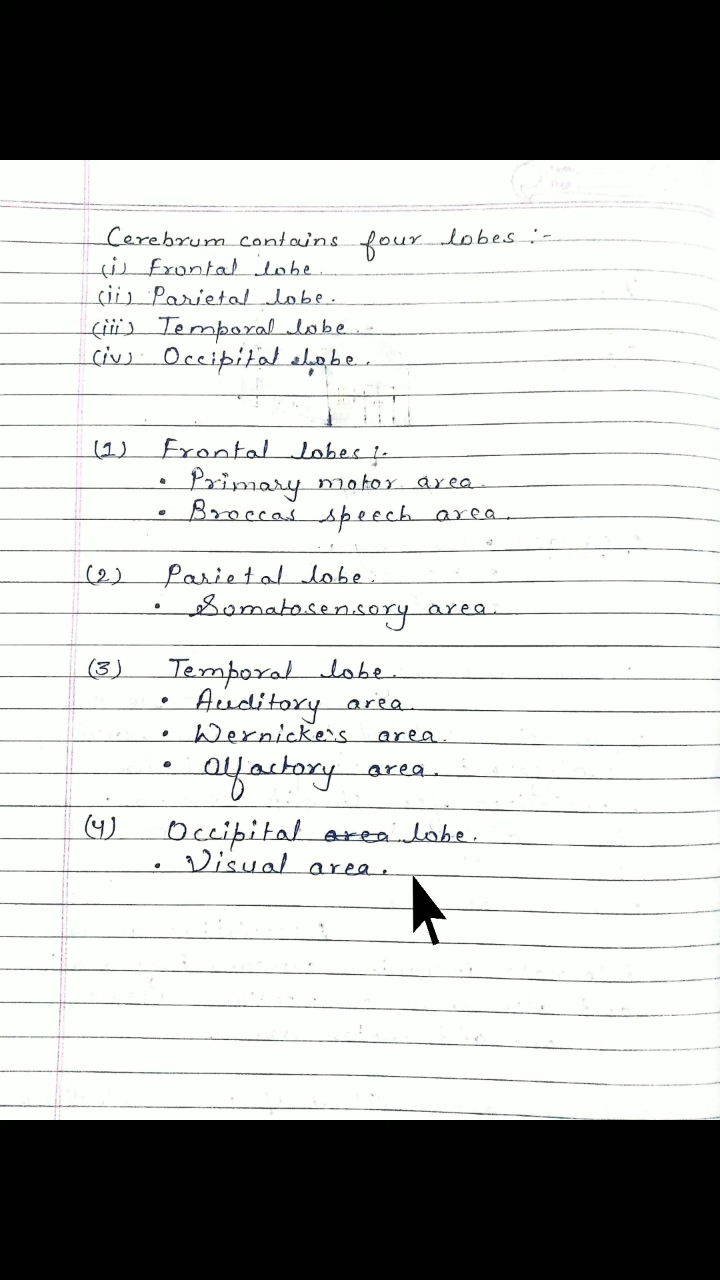 Cerebrum contains four lobes :-
(i) Frontal lobe.
(ii) Parietal lobe.
(iii) Temporal lobe.
(iv) Occipital lobe.
(1) Frontal lobes :-
• Primary motor area.
• Broccas speech area.
(2) Parietal lobe.
• Somatosensory area.
(3) Temporal lobe.
• Auditory area.
• Wernicke's area.
• Olfactory area.
(4) Occipital area lobe.
• Visual area.